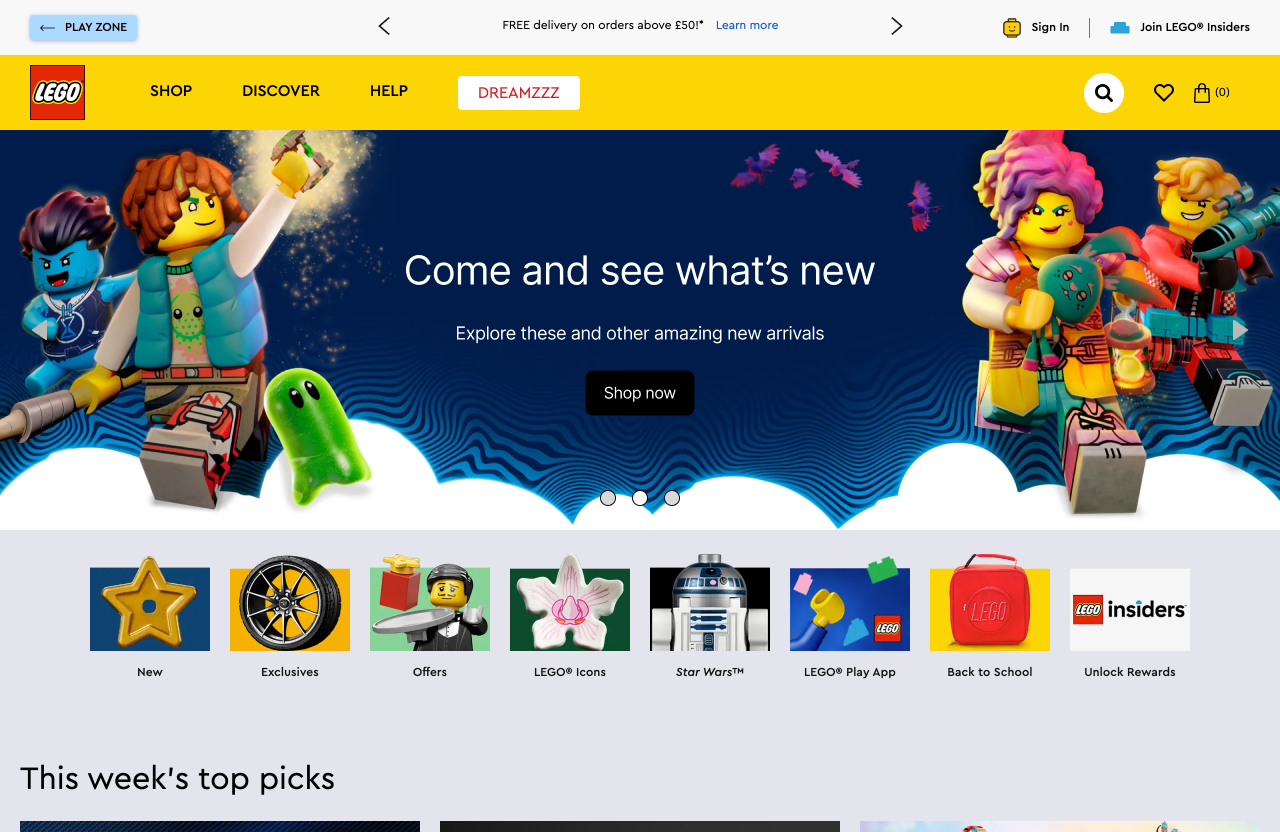 PLAY ZONE
FREE delivery on orders above £50!* Learn more
Sign In
Join LEGO® Insiders
LEGO
SHOP
DISCOVER
HELP
DREAMZZZ
(0)
Come and see what's new
Explore these and other amazing new arrivals
Shop now
LEGO
LEGO
LEGO insiders
New
Exclusives
Offers
LEGO® Icons
Star Wars™
LEGO® Play App
Back to School
Unlock Rewards
This week's top picks